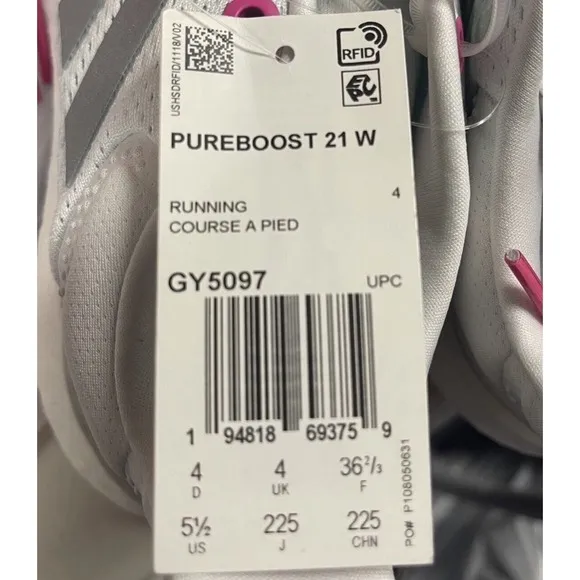 USHSDRFID/1118/V02
RFID
EPC
PUREBOOST 21 W
4
RUNNING
COURSE A PIED
GY5097
UPC
1 94818 69375 9
4 4 36²/₃
D UK F
5½ 225 225
US J CHN
PO# P108050631